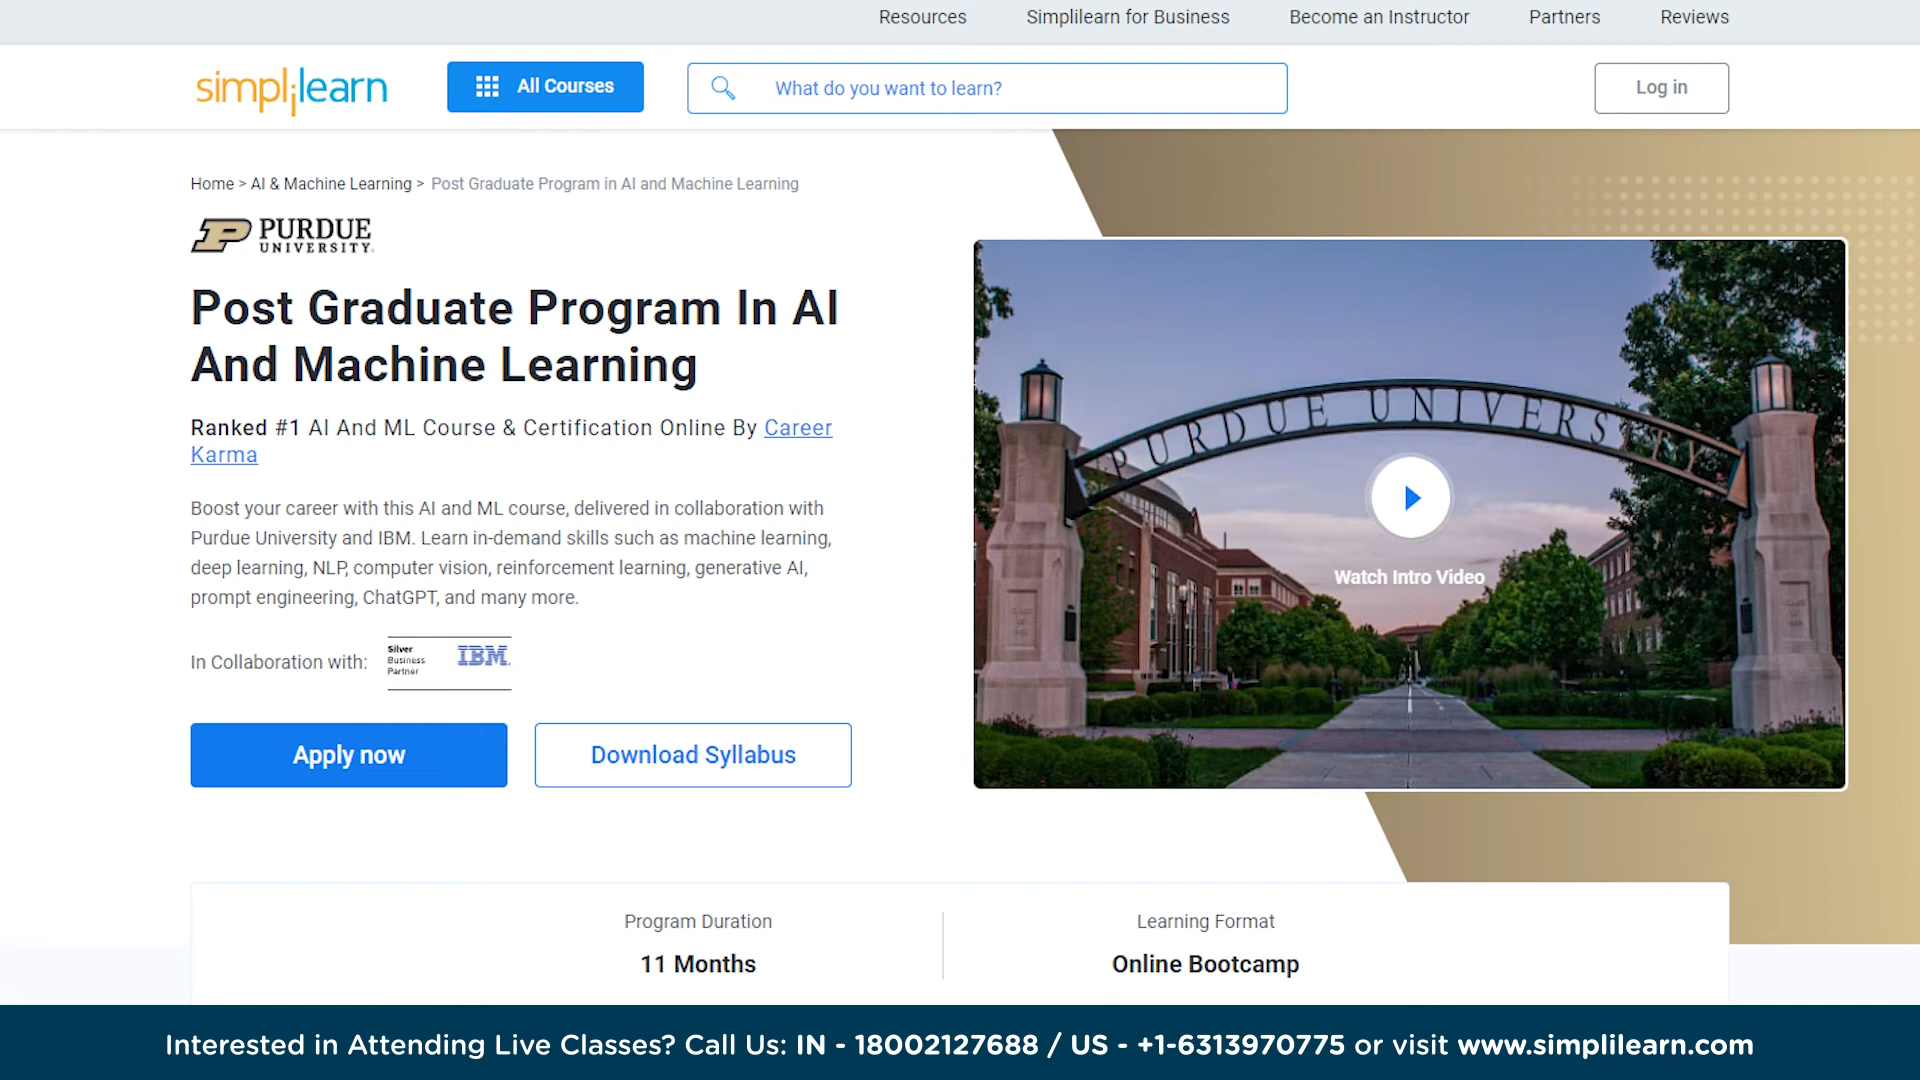 Resources Simplilearn for Business Become an Instructor Partners Reviews
simplilearn All Courses What do you want to learn? Log in
Home > AI & Machine Learning > Post Graduate Program in AI and Machine Learning
PURDUE
UNIVERSITY
Post Graduate Program In AI
And Machine Learning
Ranked #1 AI And ML Course & Certification Online By Career
Karma
Boost your career with this AI and ML course, delivered in collaboration with
Purdue University and IBM. Learn in-demand skills such as machine learning,
deep learning, NLP, computer vision, reinforcement learning, generative AI,
prompt engineering, ChatGPT, and many more.
In Collaboration with:
Silver
Business
Partner
IBM
Apply now
Download Syllabus
PURDUE UNIVERSITY
Watch Intro Video
Program Duration
11 Months
Learning Format
Online Bootcamp
Interested in Attending Live Classes? Call Us: IN - 18002127688 / US - +1-6313970775 or visit www.simplilearn.com